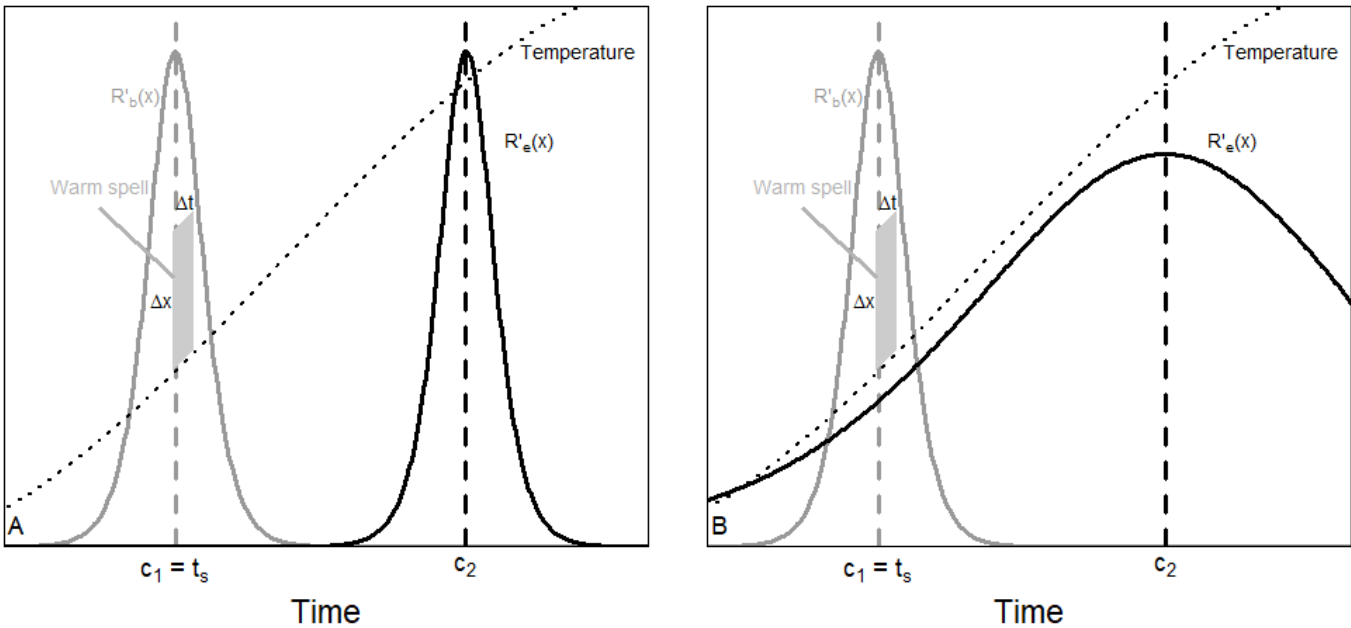 Temperature
R'b(x)
R'e(x)
Warm spell
Δt
Δx
A
c1 = ts
c2
Time
Temperature
R'b(x)
R'e(x)
Warm spell
Δt
Δx
B
c1 = ts
c2
Time